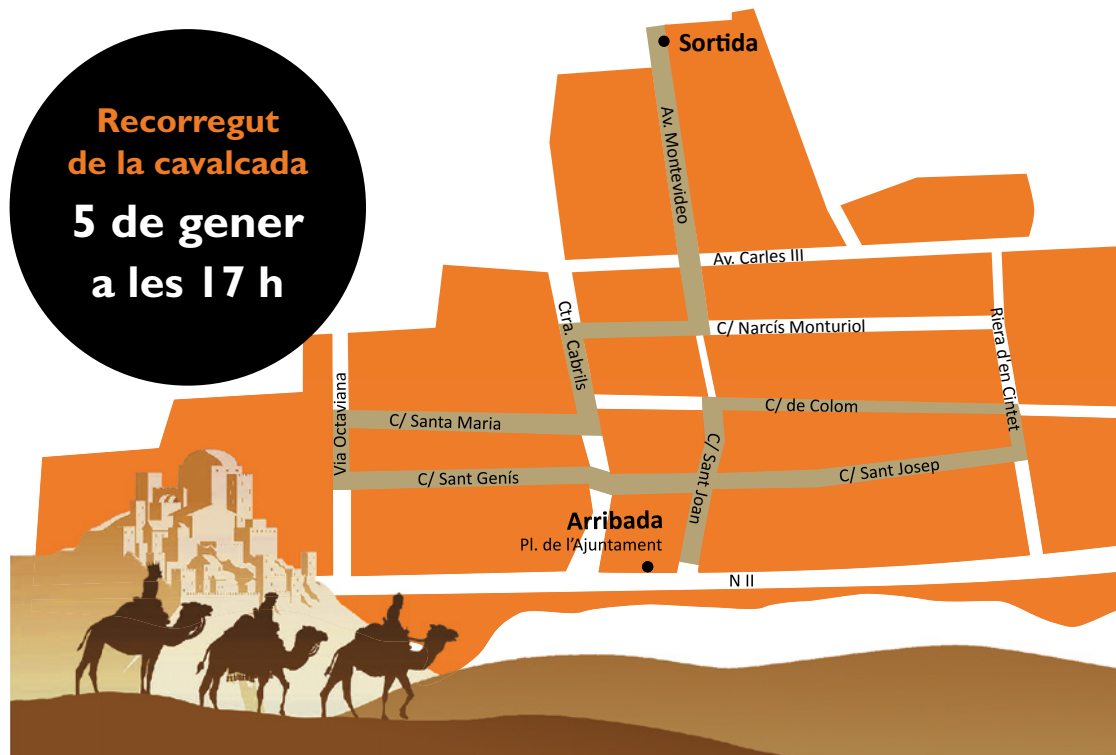 Recorregut
de la cavalcada
5 de gener
a les 17 h
Sortida
Av. Montevideo
Av. Carles III
C/ Narcís Monturiol
Ctra. Cabrils
Riera d'en Cintet
C/ de Colom
C/ Santa Maria
Via Octaviana
C/ Sant Joan
C/ Sant Josep
C/ Sant Genís
Arribada
Pl. de l'Ajuntament
N II